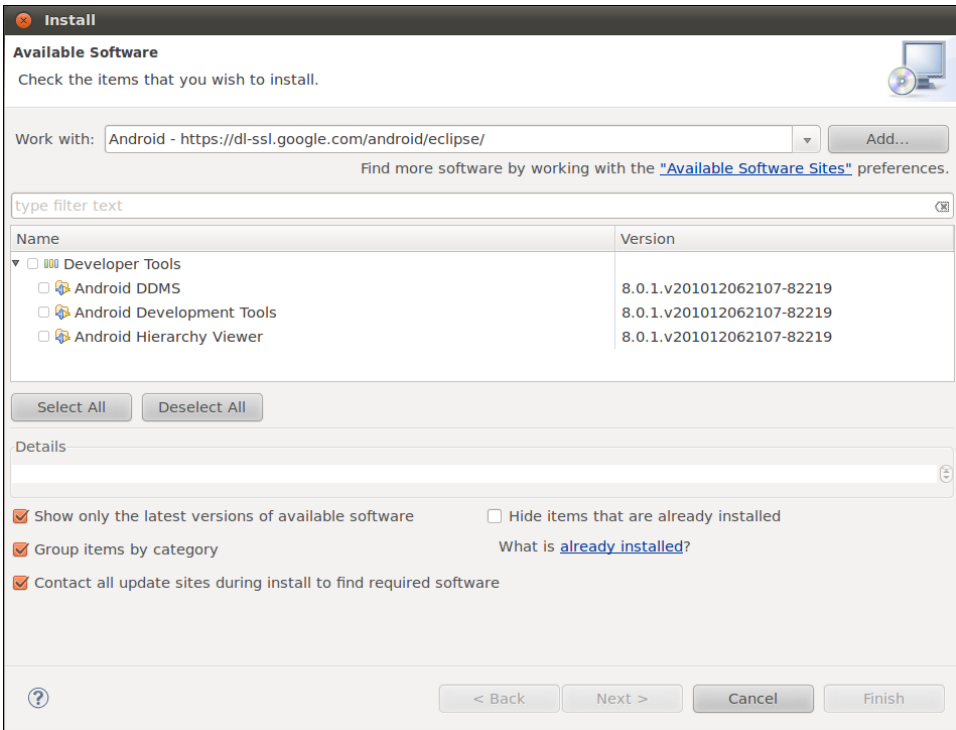 Install
Available Software
Check the items that you wish to install.
Work with: Android - https://dl-ssl.google.com/android/eclipse/ Add...
Find more software by working with the "Available Software Sites" preferences.
type filter text
Name Version
Developer Tools
Android DDMS 8.0.1.v201012062107-82219
Android Development Tools 8.0.1.v201012062107-82219
Android Hierarchy Viewer 8.0.1.v201012062107-82219
Select All Deselect All
Details
Show only the latest versions of available software Hide items that are already installed
Group items by category What is already installed?
Contact all update sites during install to find required software
? < Back Next > Cancel Finish